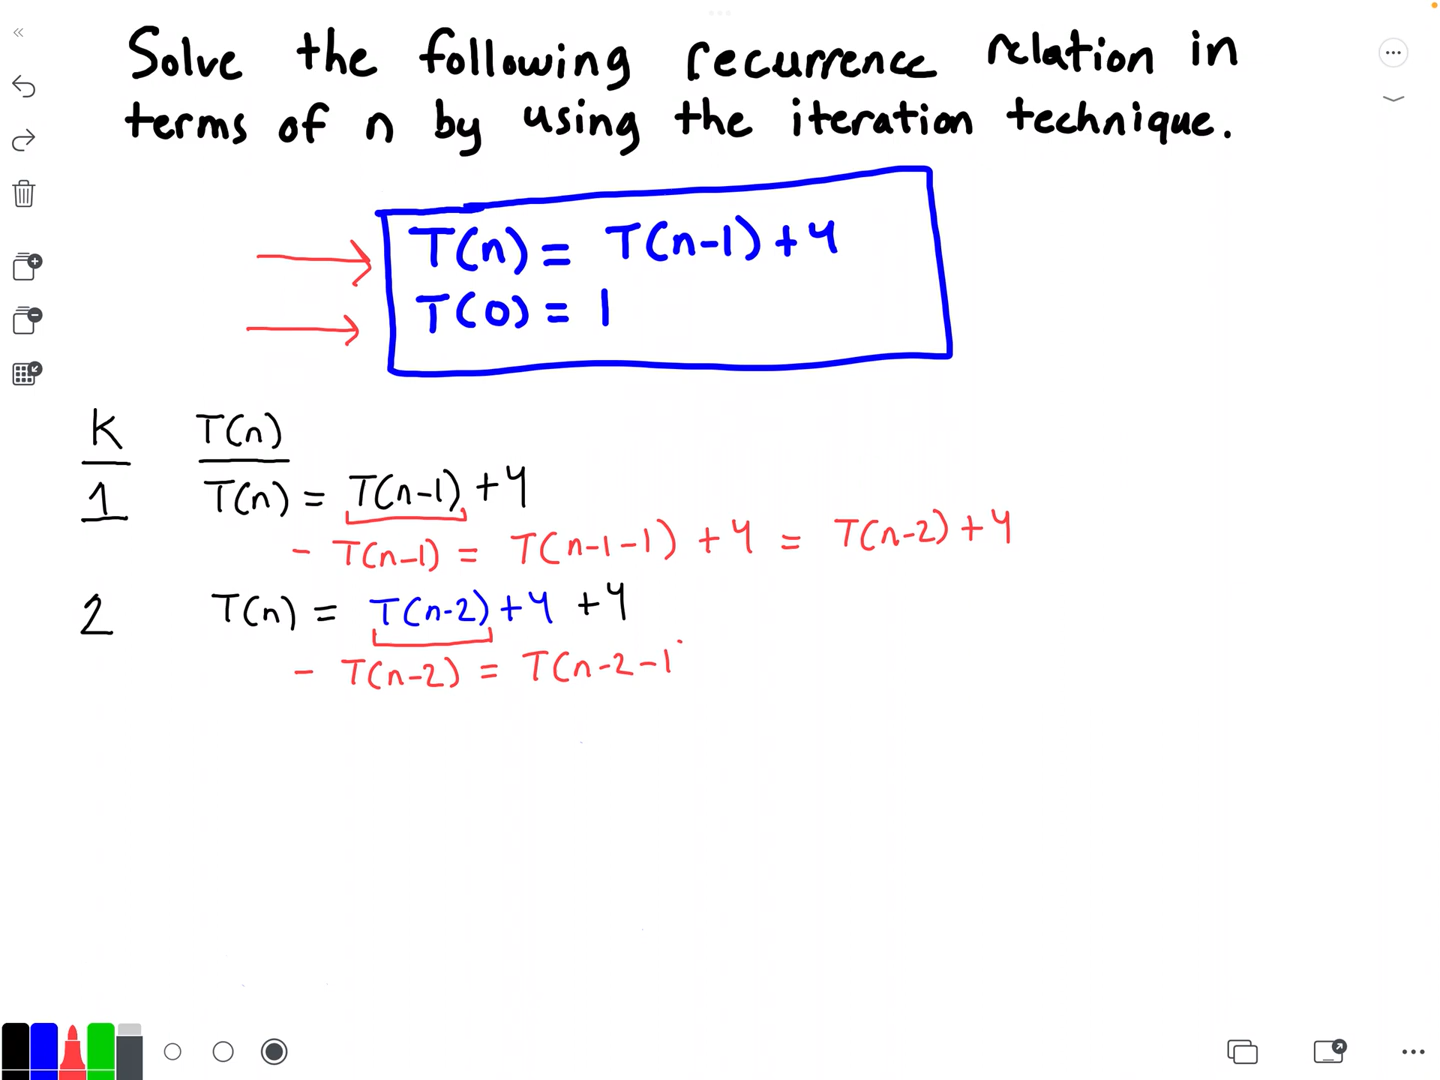 Solve the following recurrence relation in
terms of n by using the iteration technique.
T(n) = T(n-1) + 4
T(0) = 1
K T(n)
1 T(n) = T(n-1) + 4
- T(n-1) = T(n-1-1) + 4 = T(n-2) + 4
2 T(n) = T(n-2) + 4 + 4
- T(n-2) = T(n-2-1